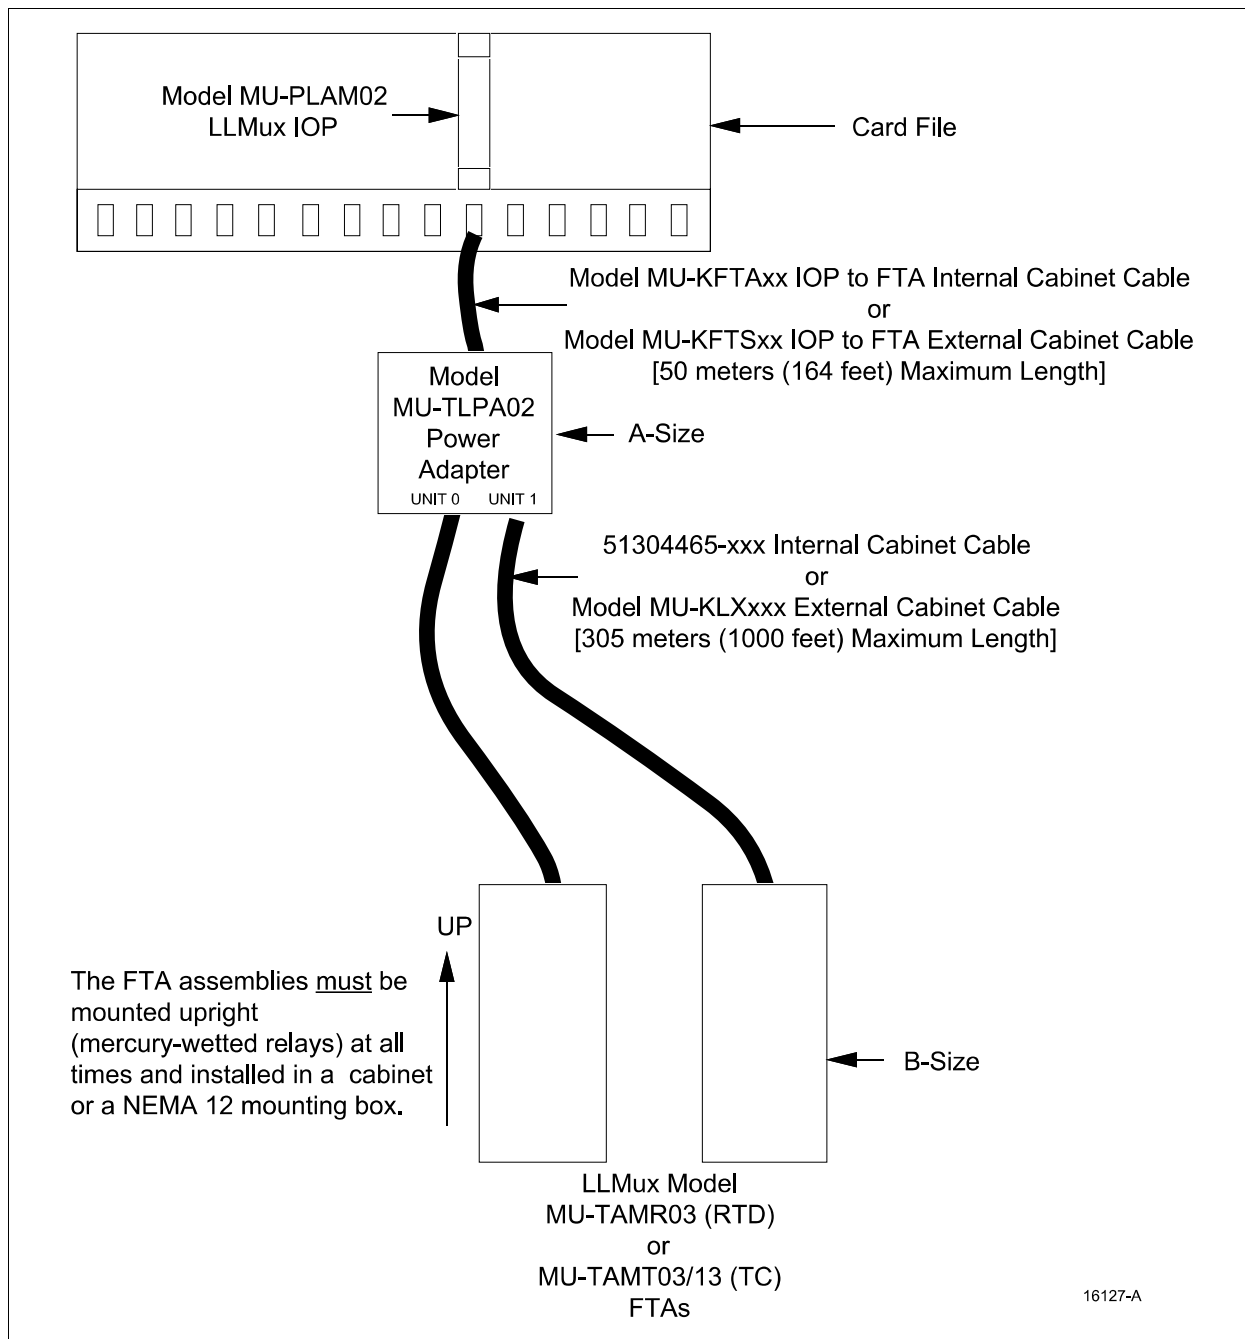 Model MU-PLAM02
LLMux IOP
Card File
Model MU-KFTAxx IOP to FTA Internal Cabinet Cable
or
Model MU-KFTSxx IOP to FTA External Cabinet Cable
[50 meters (164 feet) Maximum Length]
Model
MU-TLPA02
Power
Adapter
UNIT 0 UNIT 1
A-Size
51304465-xxx Internal Cabinet Cable
or
Model MU-KLXxxx External Cabinet Cable
[305 meters (1000 feet) Maximum Length]
UP
The FTA assemblies must be
mounted upright
(mercury-wetted relays) at all
times and installed in a cabinet
or a NEMA 12 mounting box.
B-Size
LLMux Model
MU-TAMR03 (RTD)
or
MU-TAMT03/13 (TC)
FTAs
16127-A